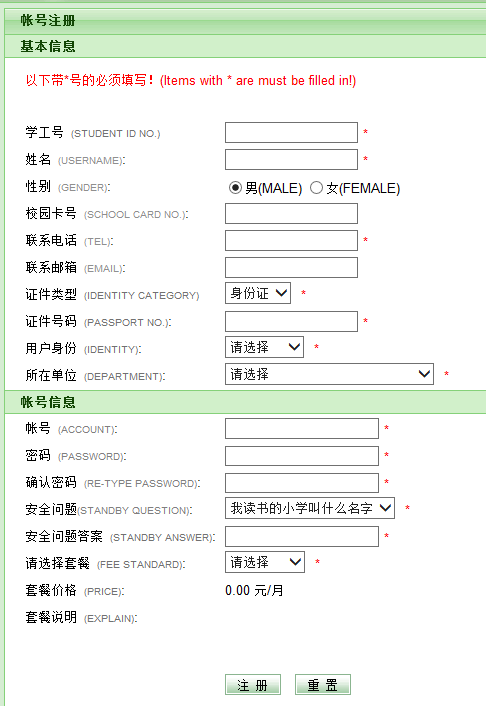 帐号注册
基本信息
以下带*号的必须填写！(Items with * are must be filled in!)
学工号 (STUDENT ID NO.) *
姓名 (USERNAME): *
性别 (GENDER): 男(MALE) 女(FEMALE)
校园卡号 (SCHOOL CARD NO.):
联系电话 (TEL): *
联系邮箱 (EMAIL):
证件类型 (IDENTITY CATEGORY) 身份证 *
证件号码 (PASSPORT NO.): *
用户身份 (IDENTITY): 请选择 *
所在单位 (DEPARTMENT): 请选择 *
帐号信息
帐号 (ACCOUNT): *
密码 (PASSWORD): *
确认密码 (RE-TYPE PASSWORD): *
安全问题(STANDBY QUESTION): 我读书的小学叫什么名字 *
安全问题答案 (STANDBY ANSWER): *
请选择套餐 (FEE STANDARD): 请选择 *
套餐价格 (PRICE): 0.00 元/月
套餐说明 (EXPLAIN):
注 册 重 置